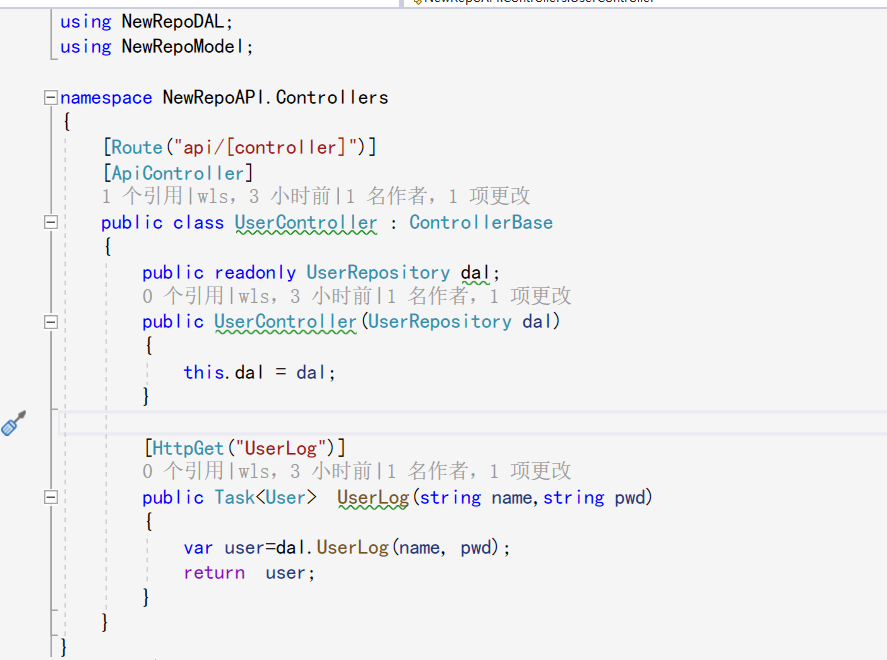 using NewRepoDAL;
using NewRepoModel;
namespace NewRepoAPI.Controllers
{
[Route("api/[controller]")]
[ApiController]
1 个引用|wls，3 小时前|1 名作者，1 项更改
public class UserController : ControllerBase
{
public readonly UserRepository dal;
0 个引用|wls，3 小时前|1 名作者，1 项更改
public UserController(UserRepository dal)
{
this.dal = dal;
}
[HttpGet("UserLog")]
0 个引用|wls，3 小时前|1 名作者，1 项更改
public Task<User>  UserLog(string name,string pwd)
{
var user=dal.UserLog(name, pwd);
return  user;
}
}
}